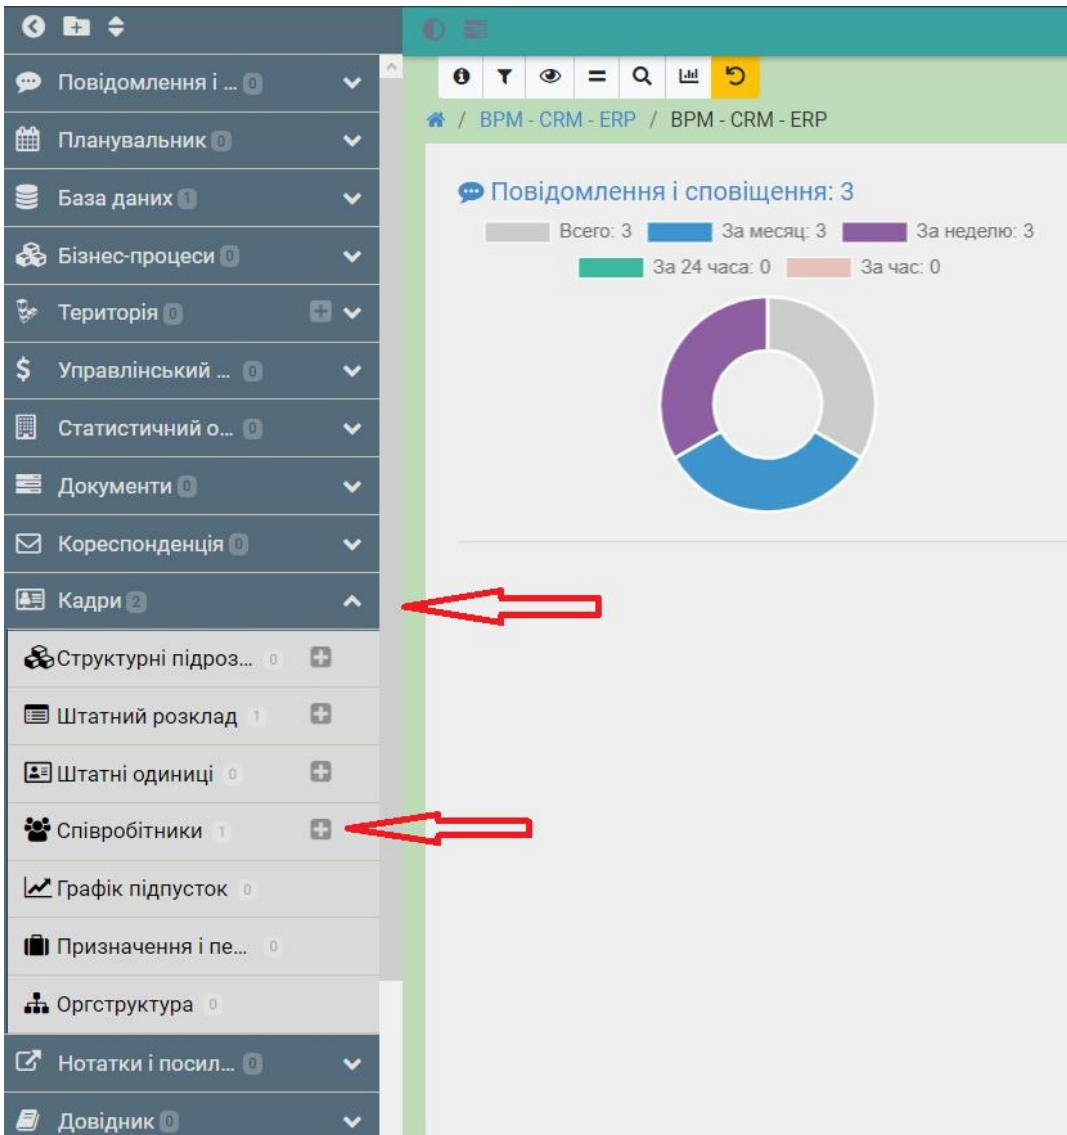 Повідомлення і ... 0
Планувальник 0
База даних 1
Бізнес-процеси 0
Територія 0
Управлінський ... 0
Статистичний о... 0
Документи 0
Кореспонденція 0
Кадри 2
Структурні підроз... 0
Штатний розклад 1
Штатні одиниці 0
Співробітники 1
Графік підпусток 0
Призначення і пе... 0
Оргструктура 0
Нотатки і посил... 0
Довідник 0
/ BPM - CRM - ERP / BPM - CRM - ERP
Повідомлення і сповіщення: 3
Всего: 3 За месяц: 3 За неделю: 3
За 24 часа: 0 За час: 0